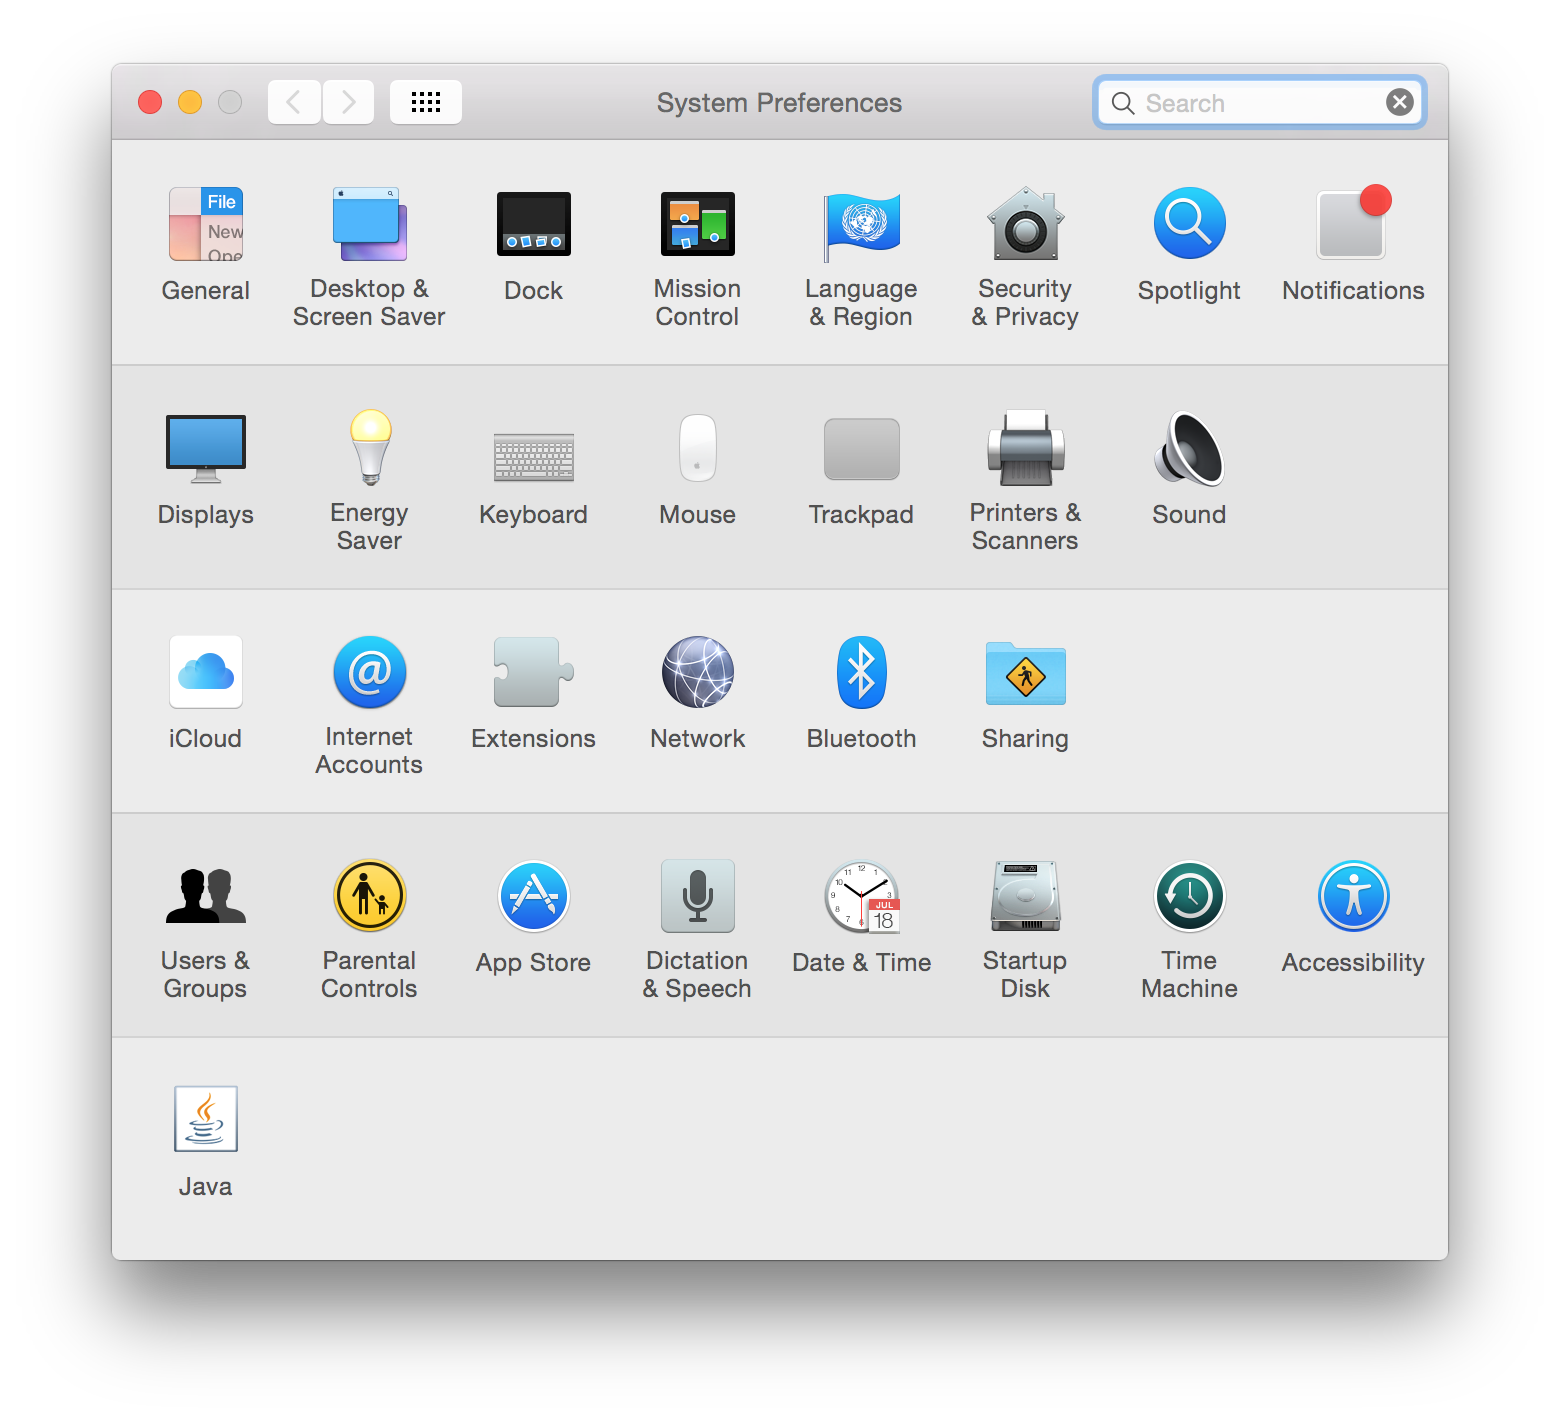 System Preferences
Search
File
New
Ope
General
Desktop &
Screen Saver
Dock
Mission
Control
Language
& Region
Security
& Privacy
Spotlight
Notifications
Displays
Energy
Saver
Keyboard
Mouse
Trackpad
Printers &
Scanners
Sound
iCloud
@
Internet
Accounts
Extensions
Network
Bluetooth
Sharing
Users &
Groups
Parental
Controls
App Store
Dictation
& Speech
JUL
18
Date & Time
Startup
Disk
Time
Machine
Accessibility
Java